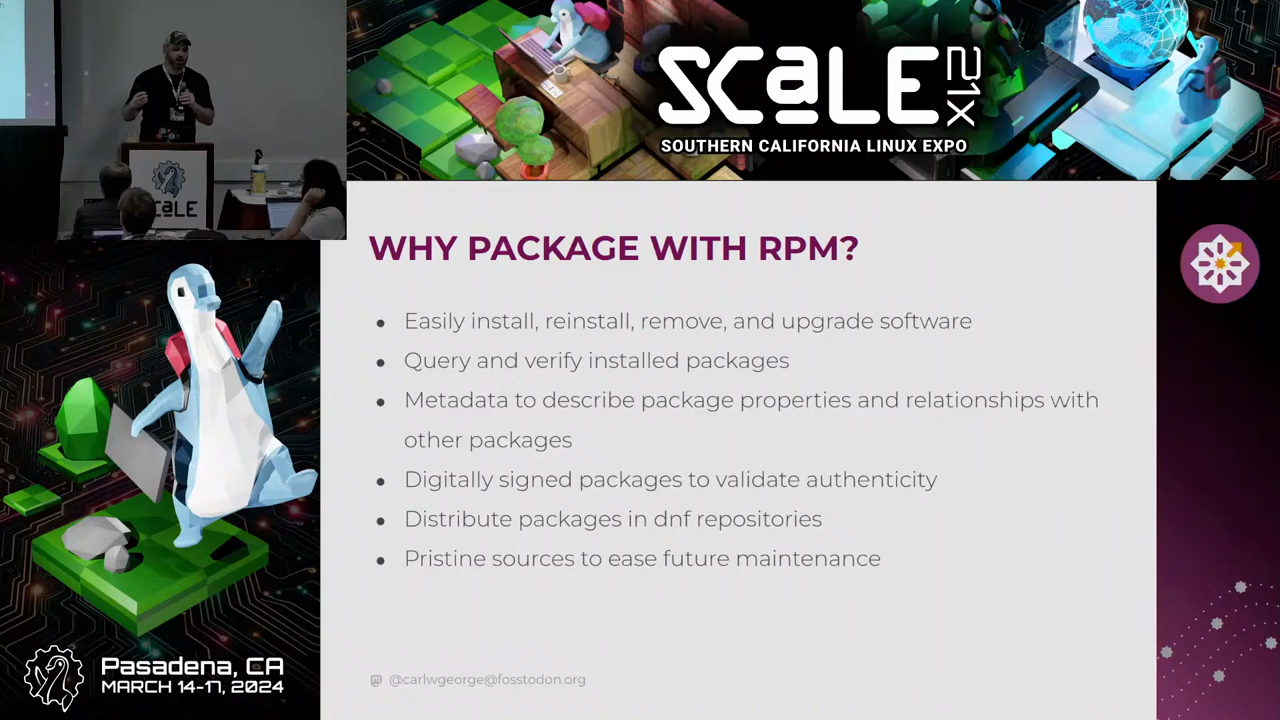 SCaLE 21X
SOUTHERN CALIFORNIA LINUX EXPO
SCaLE
WHY PACKAGE WITH RPM?
• Easily install, reinstall, remove, and upgrade software
• Query and verify installed packages
• Metadata to describe package properties and relationships with
other packages
• Digitally signed packages to validate authenticity
• Distribute packages in dnf repositories
• Pristine sources to ease future maintenance
@carlwgeorge@fosstodon.org
Pasadena, CA
MARCH 14-17, 2024